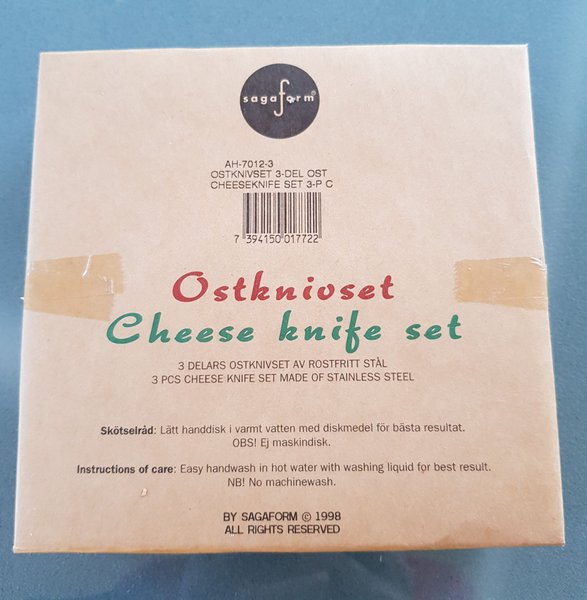 sagaform®
AH-7012-3
OSTKNIVSET 3-DEL OST
CHEESEKNIFE SET 3-P C
7 394150 017722
Ostknivset
Cheese knife set
3 DELARS OSTKNIVSET AV ROSTFRITT STÅL
3 PCS CHEESE KNIFE SET MADE OF STAINLESS STEEL
Skötselråd: Lätt handdisk i varmt vatten med diskmedel för bästa resultat.
OBS! Ej maskindisk.
Instructions of care: Easy handwash in hot water with washing liquid for best result.
NB! No machinewash.
BY SAGAFORM © 1998
ALL RIGHTS RESERVED